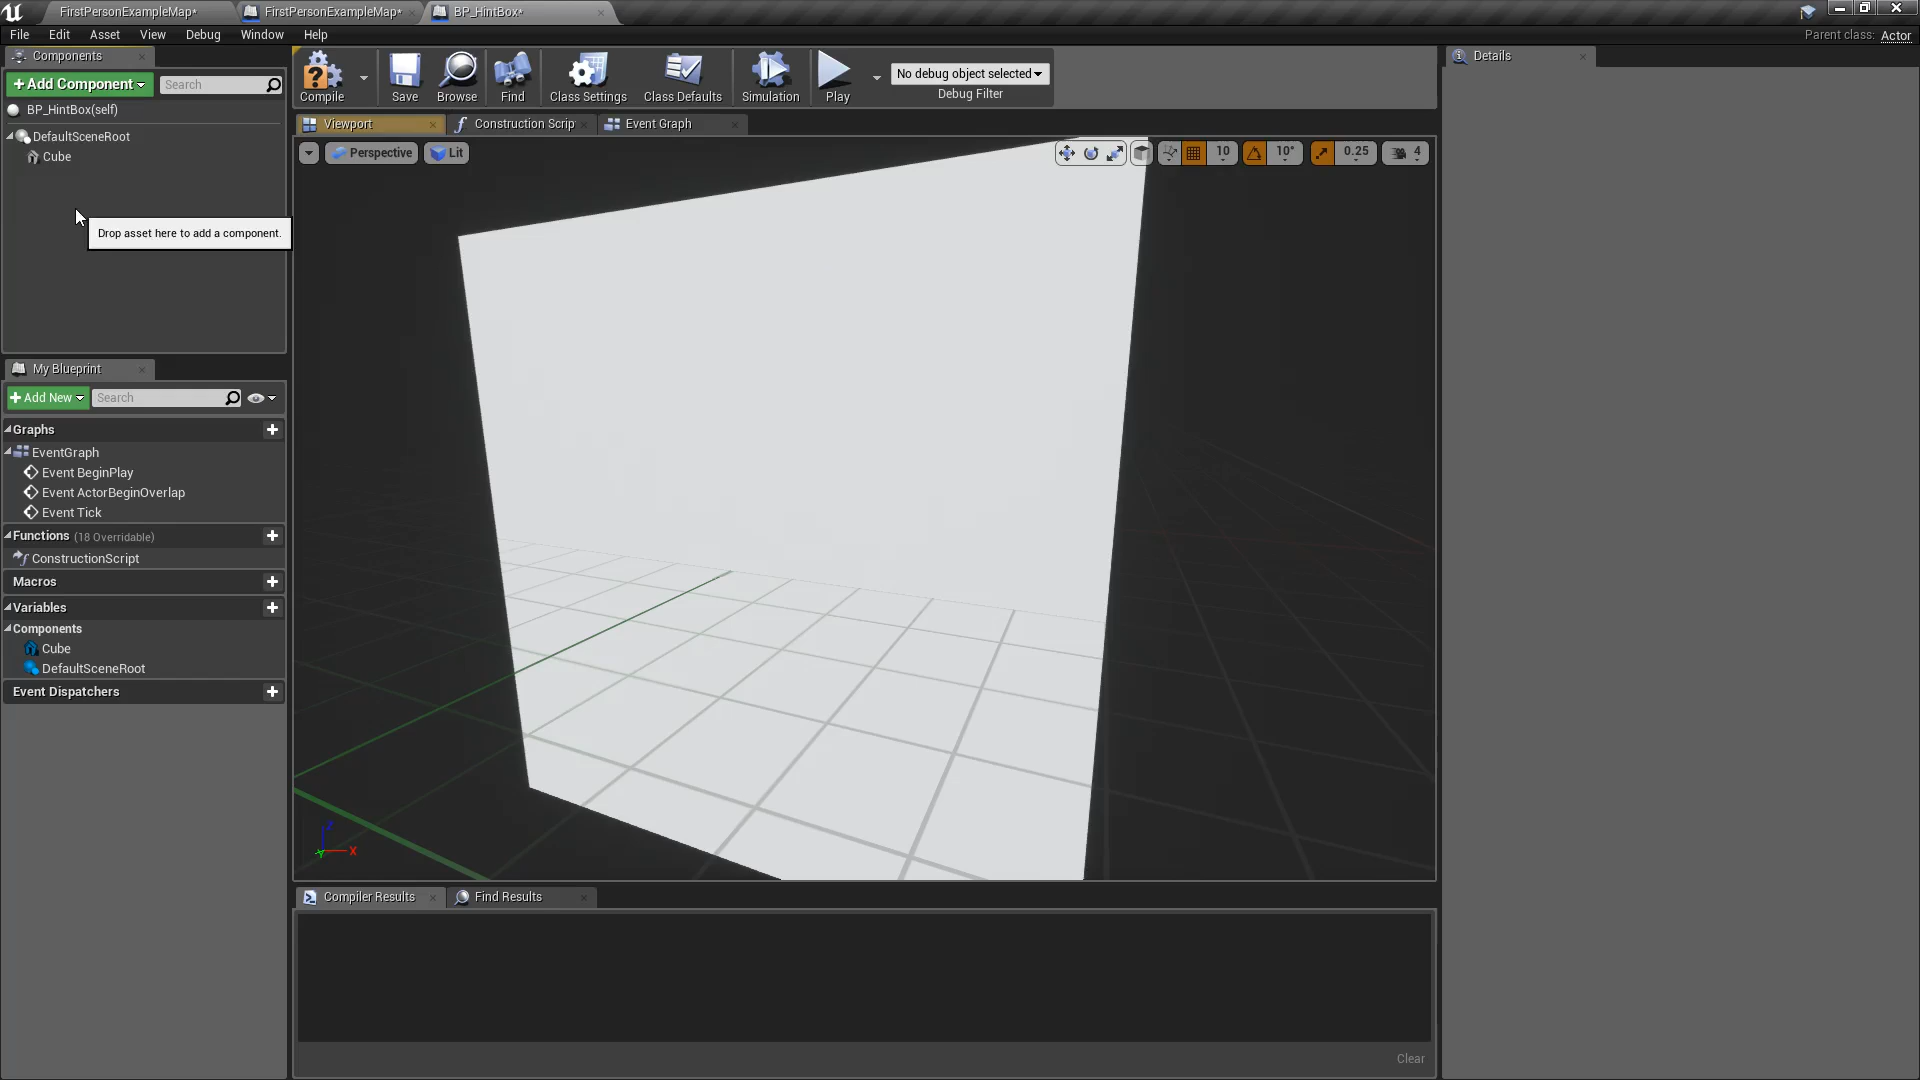 FirstPersonExampleMap*
FirstPersonExampleMap*
BP_HintBox*
File Edit Asset View Debug Window Help
Parent class: Actor
Components
Add Component
Search
BP_HintBox(self)
DefaultSceneRoot
Cube
Drop asset here to add a component.
My Blueprint
Add New
Search
Graphs
EventGraph
Event BeginPlay
Event ActorBeginOverlap
Event Tick
Functions (18 Overridable)
ConstructionScript
Macros
Variables
Components
Cube
DefaultSceneRoot
Event Dispatchers
Compile
Save
Browse
Find
Class Settings
Class Defaults
Simulation
Play
No debug object selected
Debug Filter
Viewport
Construction Scrip
Event Graph
Perspective
Lit
10
10°
0.25
4
Z
X
Y
Compiler Results
Find Results
Clear
Details